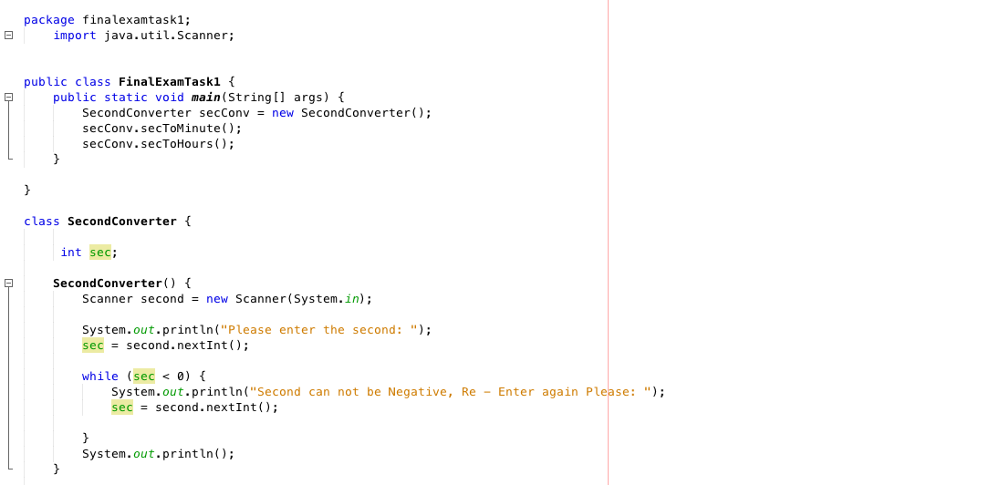 package finalexamtask1;
import java.util.Scanner;
public class FinalExamTask1 {
public static void main(String[] args) {
SecondConverter secConv = new SecondConverter();
secConv.secToMinute();
secConv.secToHours();
}
}
class SecondConverter {
int sec;
SecondConverter() {
Scanner second = new Scanner(System.in);
System.out.println("Please enter the second: ");
sec = second.nextInt();
while (sec < 0) {
System.out.println("Second can not be Negative, Re – Enter again Please: ");
sec = second.nextInt();
}
System.out.println();
}